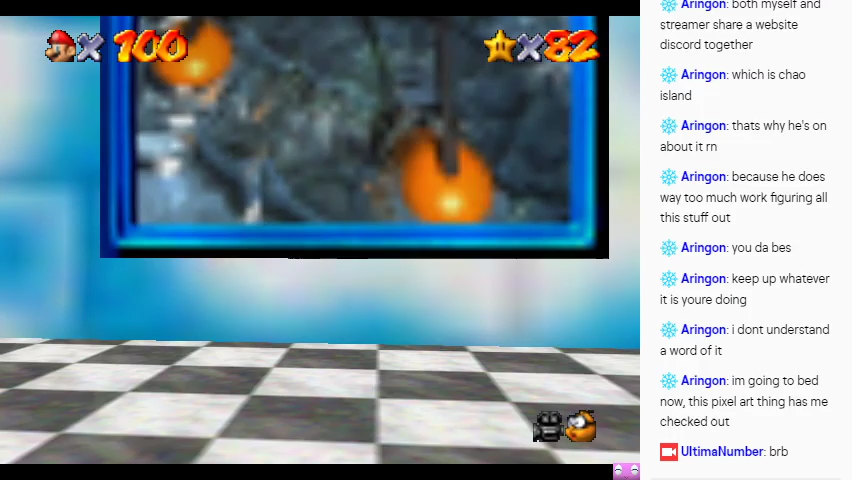 100
82
Aringon: both myself and
streamer share a website
discord together
Aringon: which is chao
island
Aringon: thats why he's on
about it rn
Aringon: because he does
way too much work figuring all
this stuff out
Aringon: you da bes
Aringon: keep up whatever
it is youre doing
Aringon: i dont understand
a word of it
Aringon: im going to bed
now, this pixel art thing has me
checked out
UltimaNumber: brb